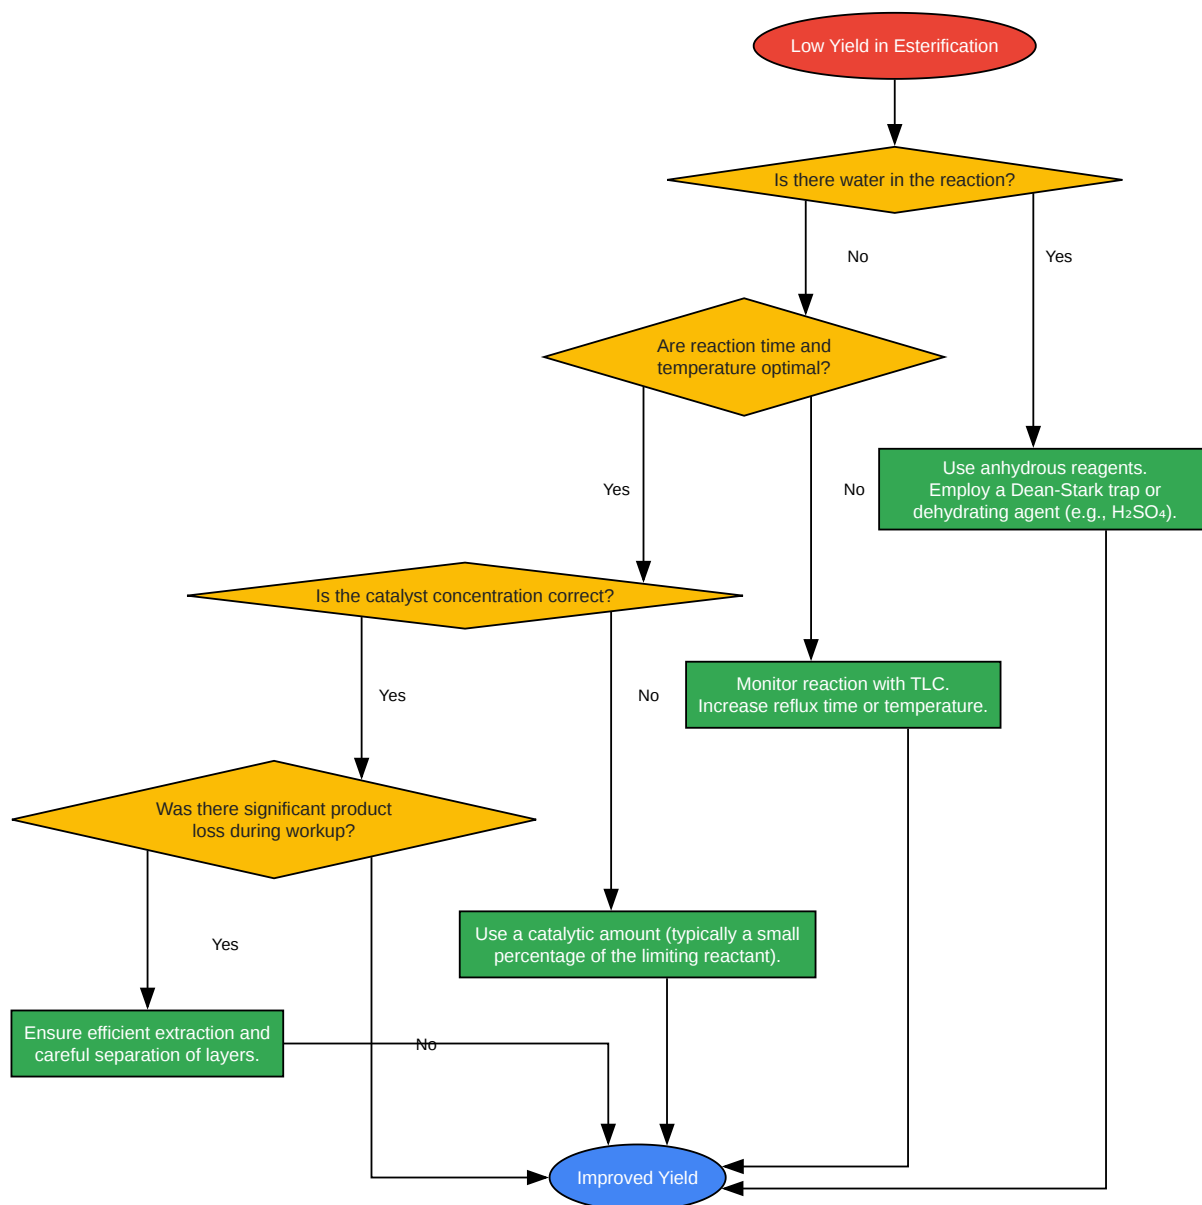 Low Yield in Esterification
Is there water in the reaction?
No
Yes
Are reaction time and
temperature optimal?
Yes
No
Use anhydrous reagents.
Employ a Dean-Stark trap or
dehydrating agent (e.g., H₂SO₄).
Is the catalyst concentration correct?
Yes
No
Monitor reaction with TLC.
Increase reflux time or temperature.
Was there significant product
loss during workup?
Yes
Use a catalytic amount (typically a small
percentage of the limiting reactant).
Ensure efficient extraction and
careful separation of layers.
No
Improved Yield